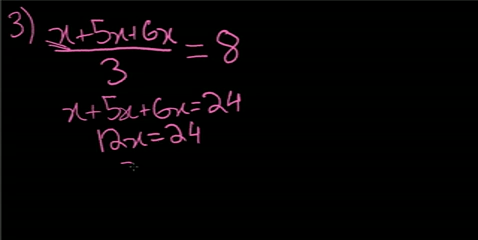 3) x+5x+6x/3 = 8
x+5x+6x=24
12x=24